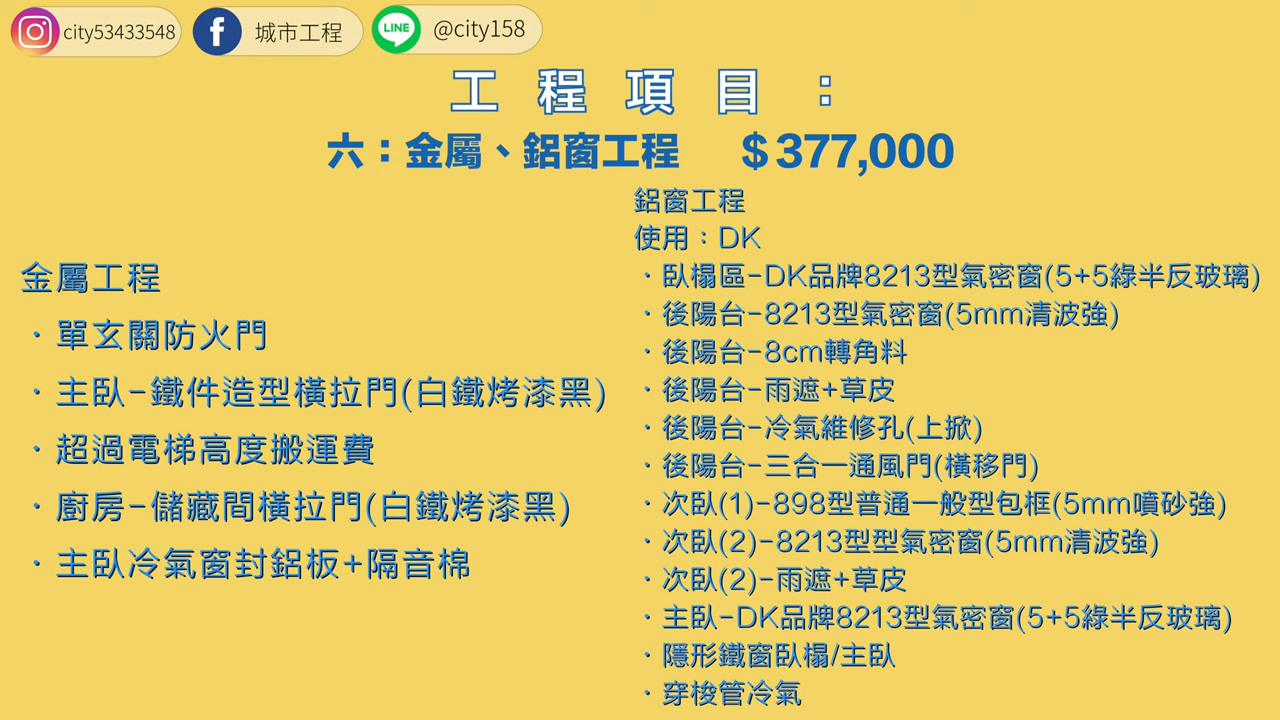 city53433548
城市工程
@city158
工程項目：
六：金屬、鋁窗工程 $377,000
金屬工程
·單玄關防火門
·主臥-鐵件造型橫拉門(白鐵烤漆黑)
·超過電梯高度搬運費
·廚房-儲藏間橫拉門(白鐵烤漆黑)
·主臥冷氣窗封鋁板+隔音棉
鋁窗工程
使用：DK
·臥榻區-DK品牌8213型氣密窗(5+5綠半反玻璃)
·後陽台-8213型氣密窗(5mm清波強)
·後陽台-8cm轉角料
·後陽台-雨遮+草皮
·後陽台-冷氣維修孔(上掀)
·後陽台-三合一通風門(橫移門)
·次臥(1)-898型普通一般型包框(5mm噴砂強)
·次臥(2)-8213型型氣密窗(5mm清波強)
·次臥(2)-雨遮+草皮
·主臥-DK品牌8213型氣密窗(5+5綠半反玻璃)
·隱形鐵窗臥榻/主臥
·穿梭管冷氣